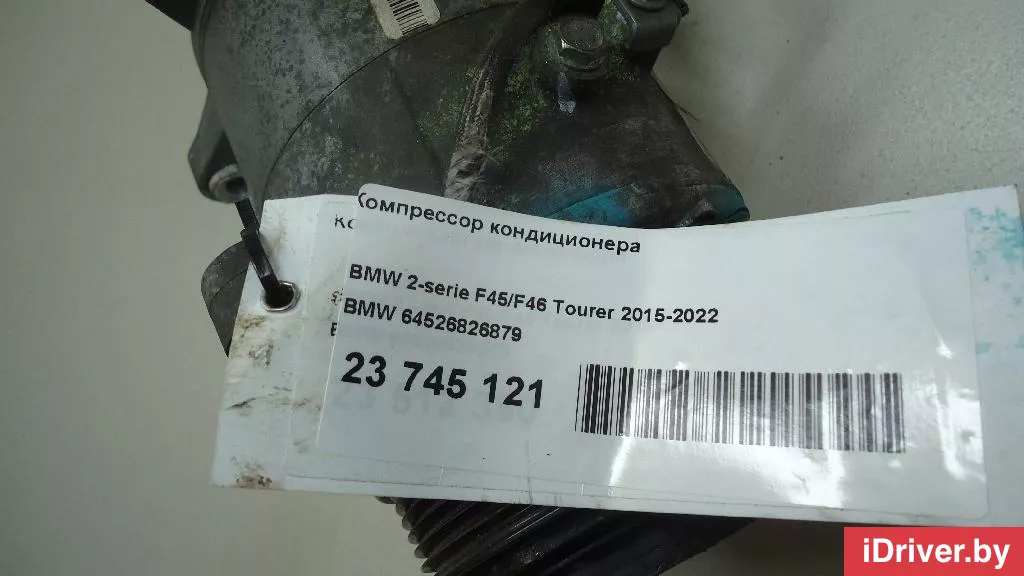 Компрессор кондиционера
BMW 2-serie F45/F46 Tourer 2015-2022
BMW 64526826879
23 745 121
iDriver.by